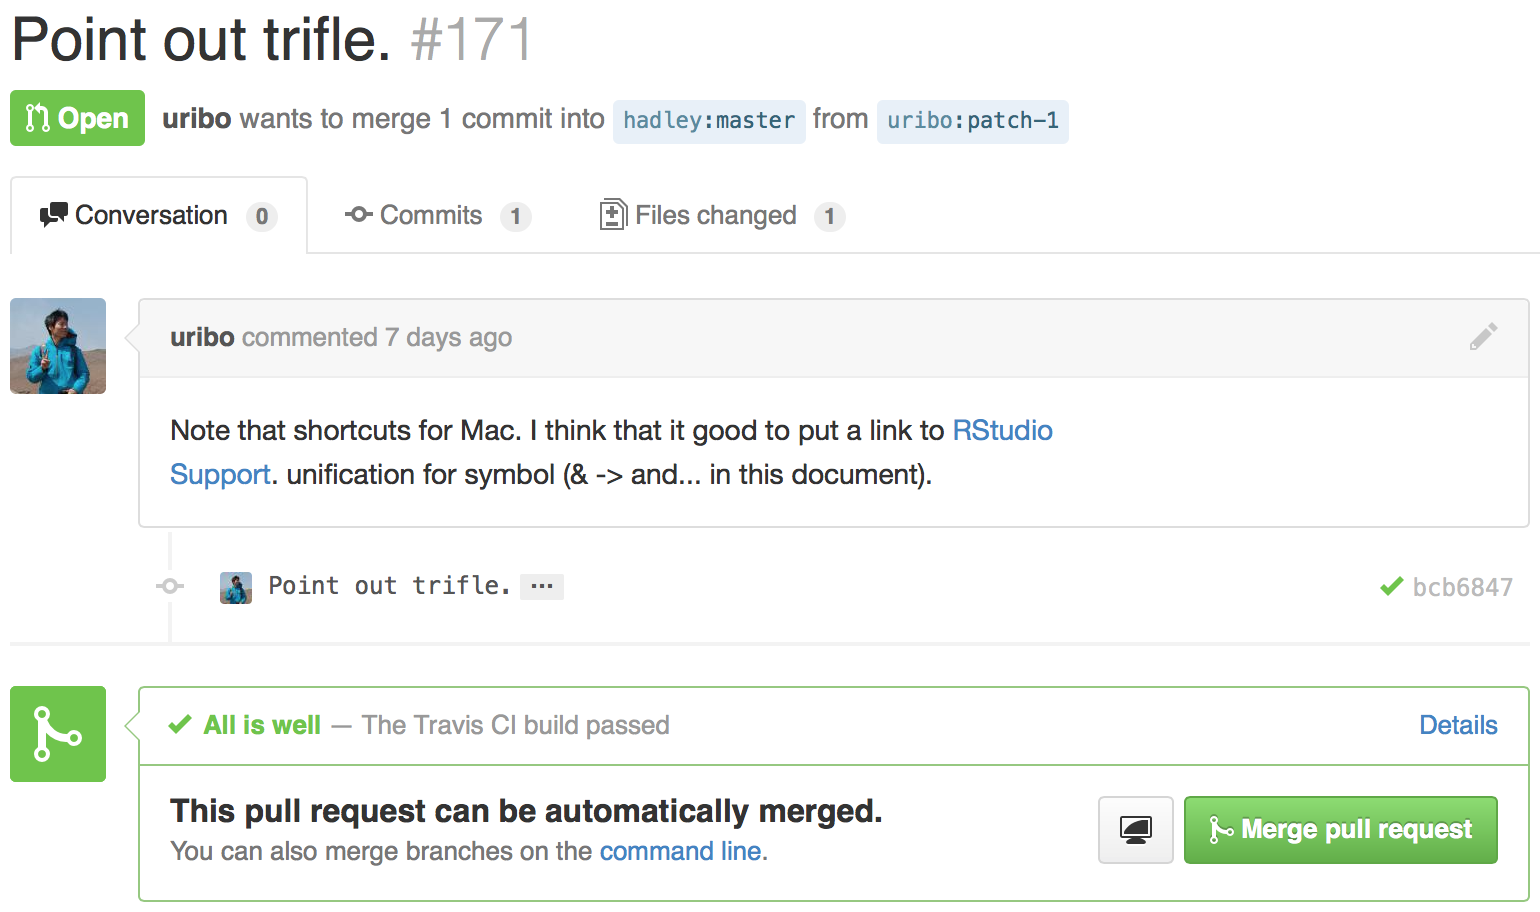 Point out trifle. #171
Open uribo wants to merge 1 commit into hadley:master from uribo:patch-1
Conversation 0 Commits 1 Files changed 1
uribo commented 7 days ago
Note that shortcuts for Mac. I think that it good to put a link to RStudio
Support. unification for symbol (& -> and... in this document).
Point out trifle. ... bcb6847
All is well — The Travis CI build passed Details
This pull request can be automatically merged.
You can also merge branches on the command line.
Merge pull request